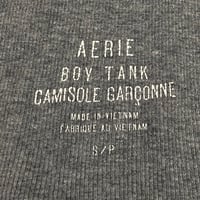 AERIE
BOY TANK
CAMISOLE GARÇONNE
MADE IN VIETNAM
FABRIQUÉ AU VIETNAM
S/P